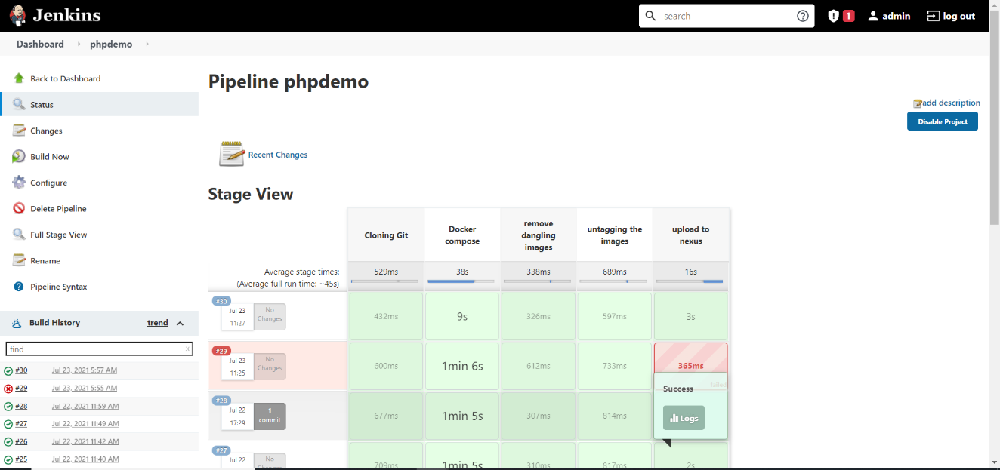 Jenkins
search
1
admin
log out
Dashboard
phpdemo
Back to Dashboard
Status
Changes
Build Now
Configure
Delete Pipeline
Full Stage View
Rename
Pipeline Syntax
Build History
trend
find
x
#30 Jul 23, 2021 5:57 AM
#29 Jul 23, 2021 5:55 AM
#28 Jul 22, 2021 11:59 AM
#27 Jul 22, 2021 11:49 AM
#26 Jul 22, 2021 11:42 AM
#25 Jul 22, 2021 11:40 AM
Pipeline phpdemo
add description
Disable Project
Recent Changes
Stage View
Cloning Git
Docker
compose
remove
dangling
images
untagging the
images
upload to
nexus
Average stage times:
(Average full run time: ~45s)
529ms
38s
338ms
689ms
16s
#30
Jul 23
11:27
No
Changes
432ms
9s
326ms
597ms
3s
#29
Jul 23
11:25
No
Changes
600ms
1min 6s
612ms
733ms
365ms
failed
#28
Jul 22
17:29
1
commit
677ms
1min 5s
307ms
814ms
Success
Logs
#27
Jul 22
No
Changes
709ms
1min 5s
310ms
817ms
2s